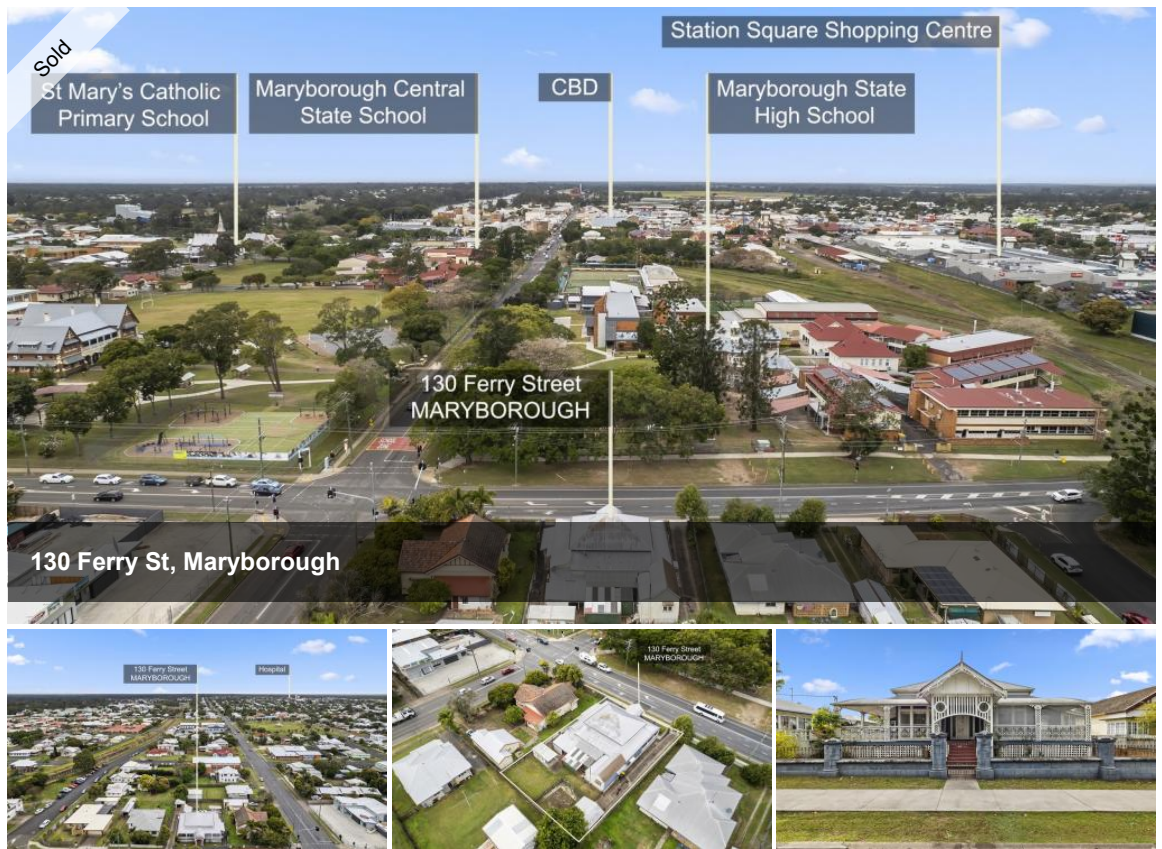 Sold
Station Square Shopping Centre
St Mary's Catholic
Primary School
Maryborough Central
State School
CBD
Maryborough State
High School
130 Ferry Street
MARYBOROUGH
130 Ferry St, Maryborough
130 Ferry Street
MARYBOROUGH
Hospital
130 Ferry Street
MARYBOROUGH